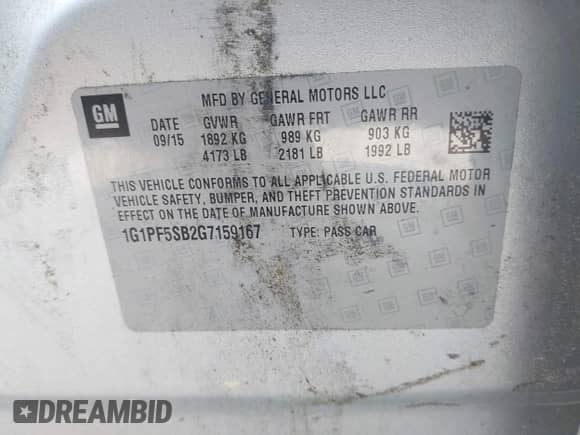 GM
MFD BY GENERAL MOTORS LLC
DATE GVWR GAWR FRT GAWR RR
09/15 1892 KG 989 KG 903 KG
4173 LB 2181 LB 1992 LB
THIS VEHICLE CONFORMS TO ALL APPLICABLE U.S. FEDERAL MOTOR
VEHICLE SAFETY, BUMPER, AND THEFT PREVENTION STANDARDS IN
EFFECT ON THE DATE OF MANUFACTURE SHOWN ABOVE.
1G1PF5SB2G7159167 TYPE: PASS CAR
DREAMBID